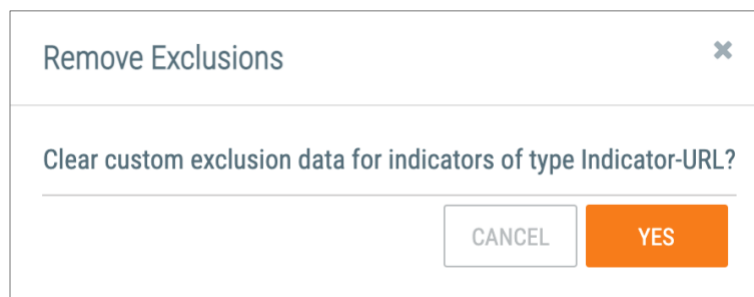 Remove Exclusions
Clear custom exclusion data for indicators of type Indicator-URL?
CANCEL YES